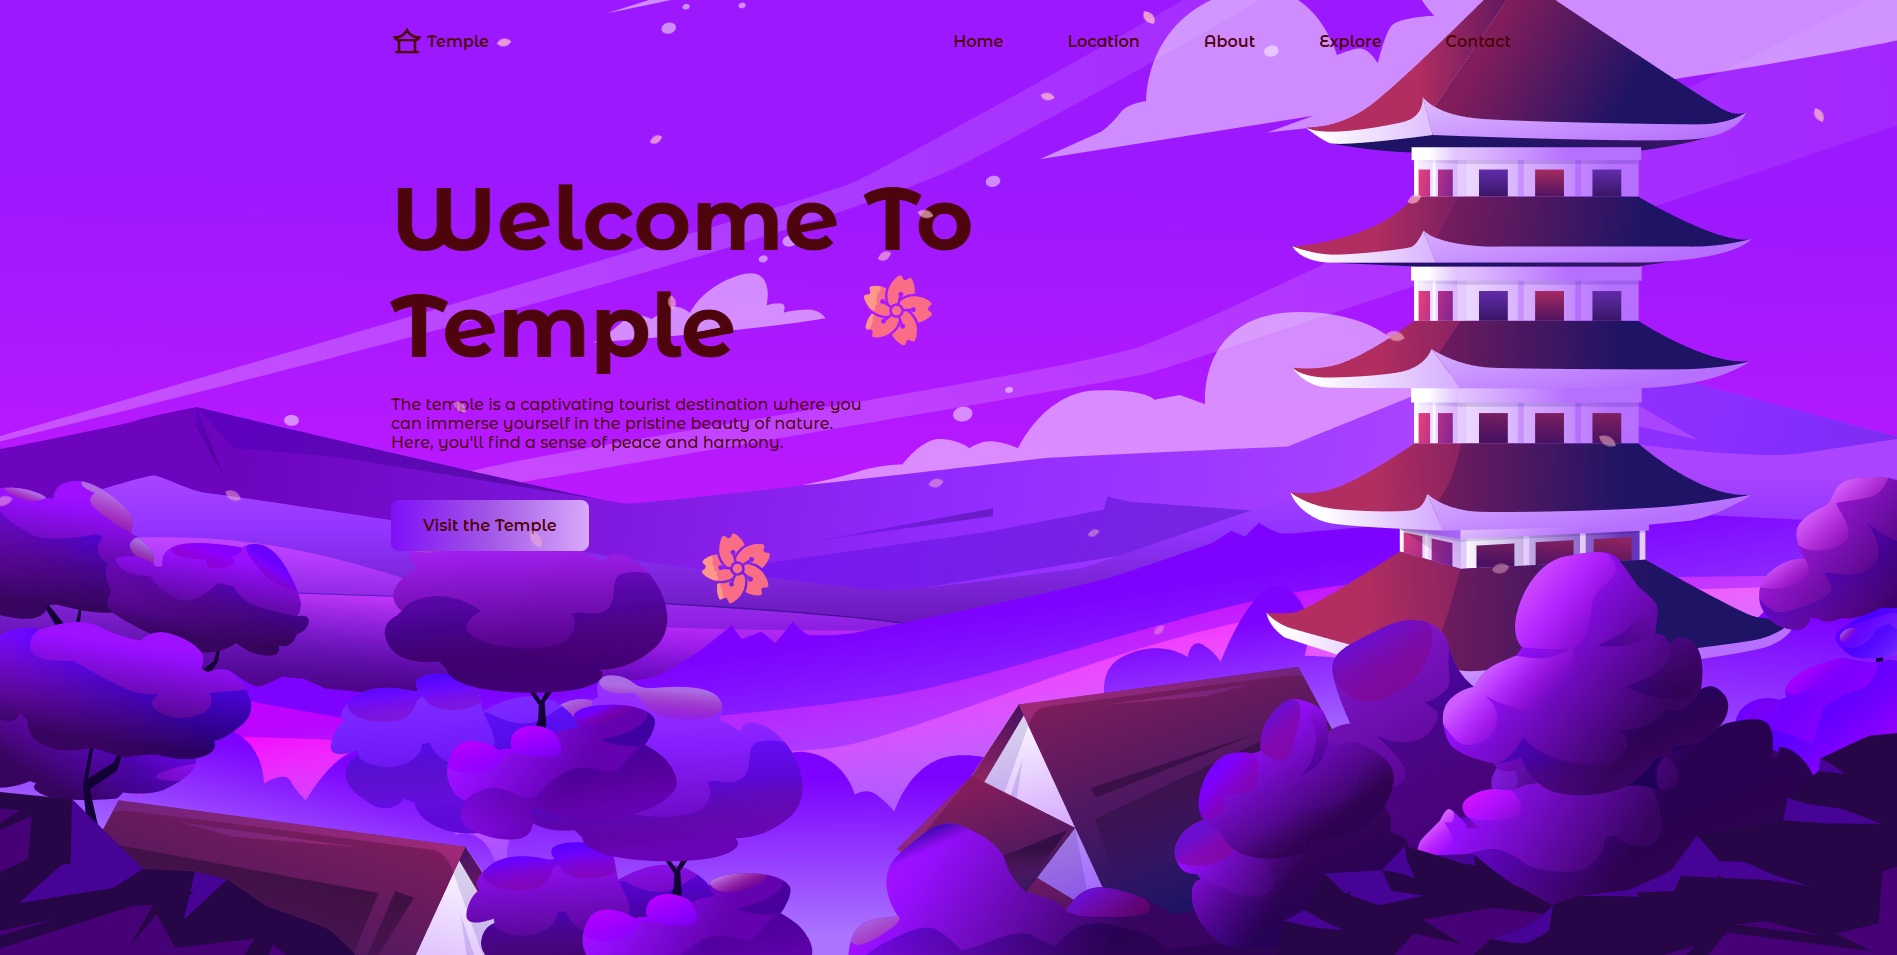 Temple
Home
Location
About
Explore
Contact
Welcome To
Temple
The temple is a captivating tourist destination where you
can immerse yourself in the pristine beauty of nature.
Here, you'll find a sense of peace and harmony.
Visit the Temple